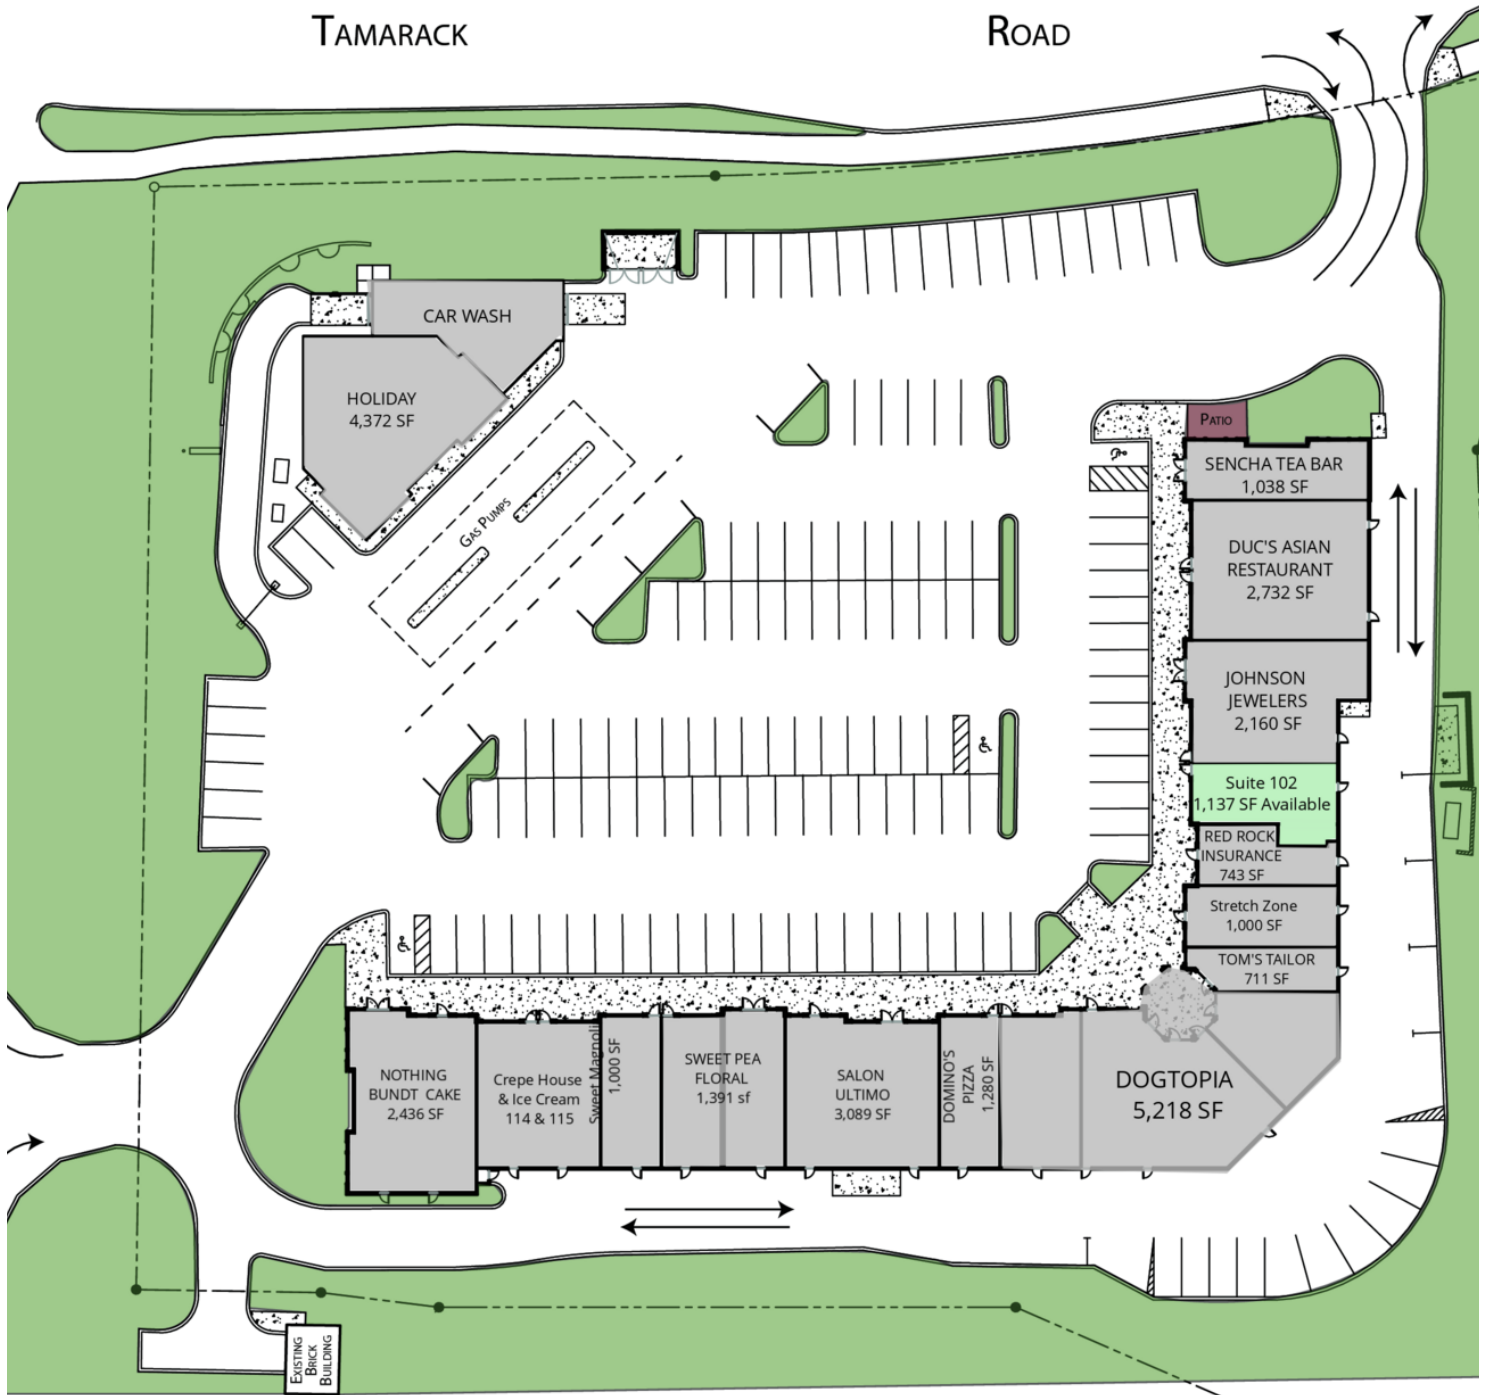 TAMARACK ROAD
CAR WASH
HOLIDAY
4,372 SF
GAS PUMPS
PATIO
SENCHA TEA BAR
1,038 SF
DUC'S ASIAN
RESTAURANT
2,732 SF
JOHNSON
JEWELERS
2,160 SF
Suite 102
1,137 SF Available
RED ROCK
INSURANCE
743 SF
Stretch Zone
1,000 SF
TOM'S TAILOR
711 SF
NOTHING
BUNDT CAKE
2,436 SF
Crepe House
& Ice Cream
114 & 115
Sweet Magnoli
1,000 SF
SWEET PEA
FLORAL
1,391 sf
SALON
ULTIMO
3,089 SF
DOMINO'S
PIZZA
1,280 SF
DOGTOPIA
5,218 SF
EXISTING
BRICK
BUILDING